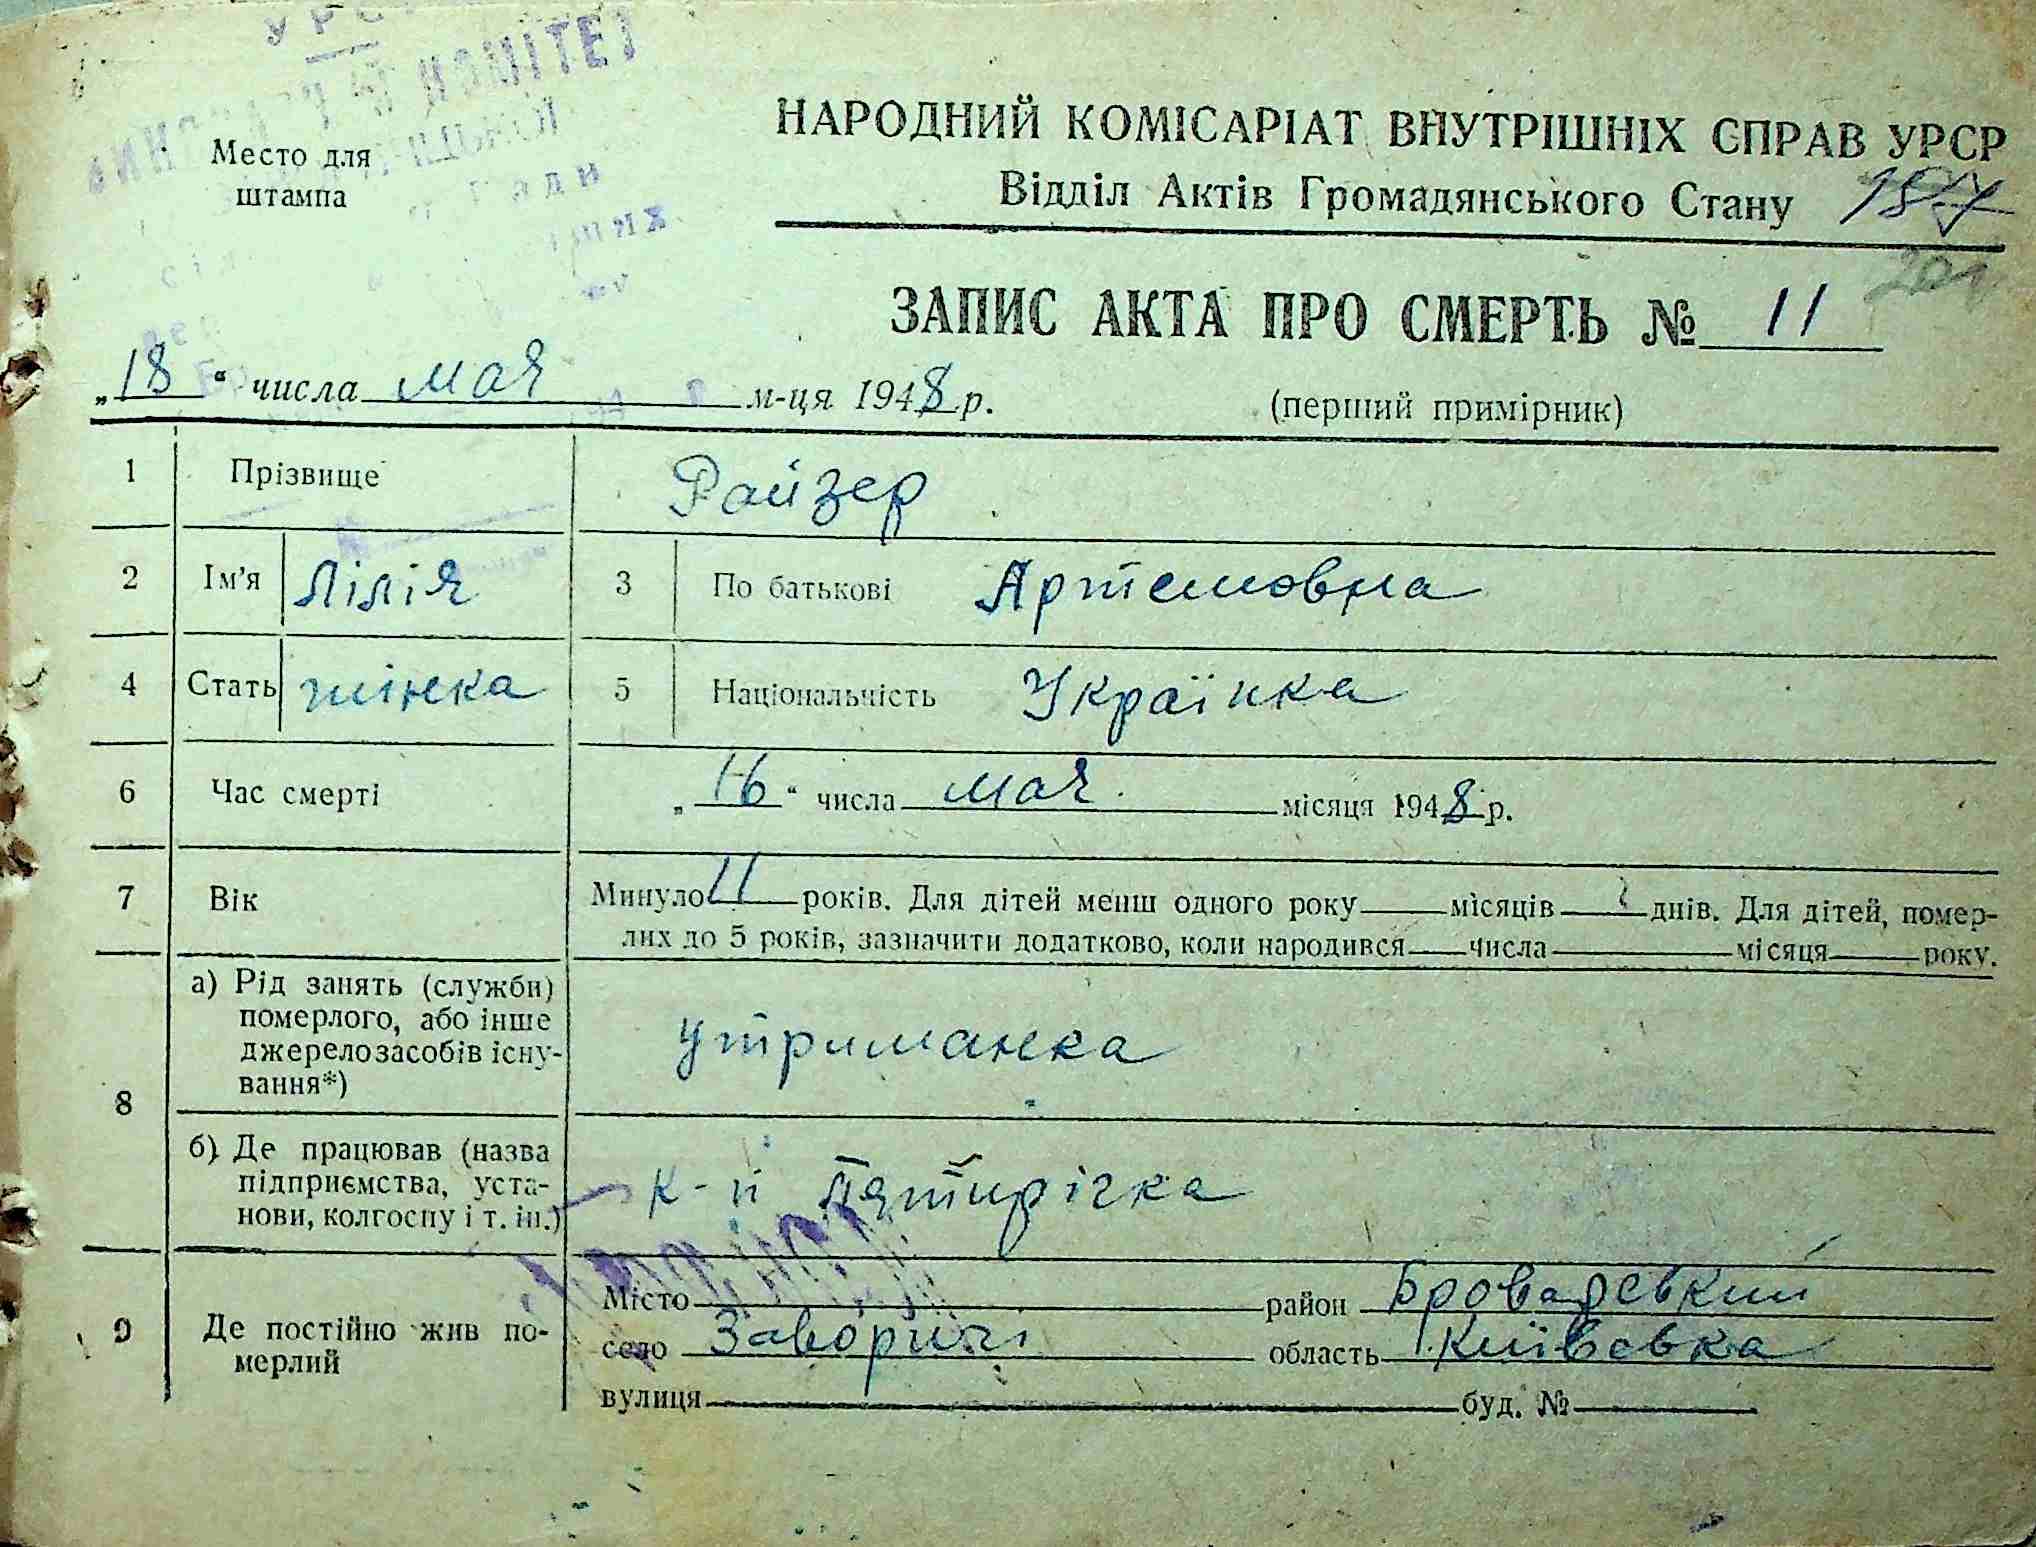 УРС
КОМІТЕТ
Место для
штампа
НАРОДНИЙ КОМІСАРІАТ ВНУТРІШНІХ СПРАВ УРСР
Відділ Актів Громадянського Стану 187
201
ЗАПИС АКТА ПРО СМЕРТЬ № 11
„18“ числа мая м-ця 1948 р. (перший примірник)
1 Прізвище Райзер
2 Ім'я Лілія 3 По батькові Артемовна
4 Стать жінка 5 Національність Українка
6 Час смерті „16“ числа мая місяця 1948 р.
7 Вік Минуло 11 років. Для дітей менш одного року місяців днів. Для дітей, помер-
лих до 5 років, зазначити додатково, коли народився числа місяця року.
8 а) Рід занять (служби)
померлого, або інше
джерело засобів існу-
вання*) утриманка
б) Де працював (назва
підприємства, уста-
нови, колгоспу і т. ін.) к-п Пятирічка
9 Де постійно жив по-
мерлий
Місто район Броварський
село Заворичі область Київська
вулиця буд. №